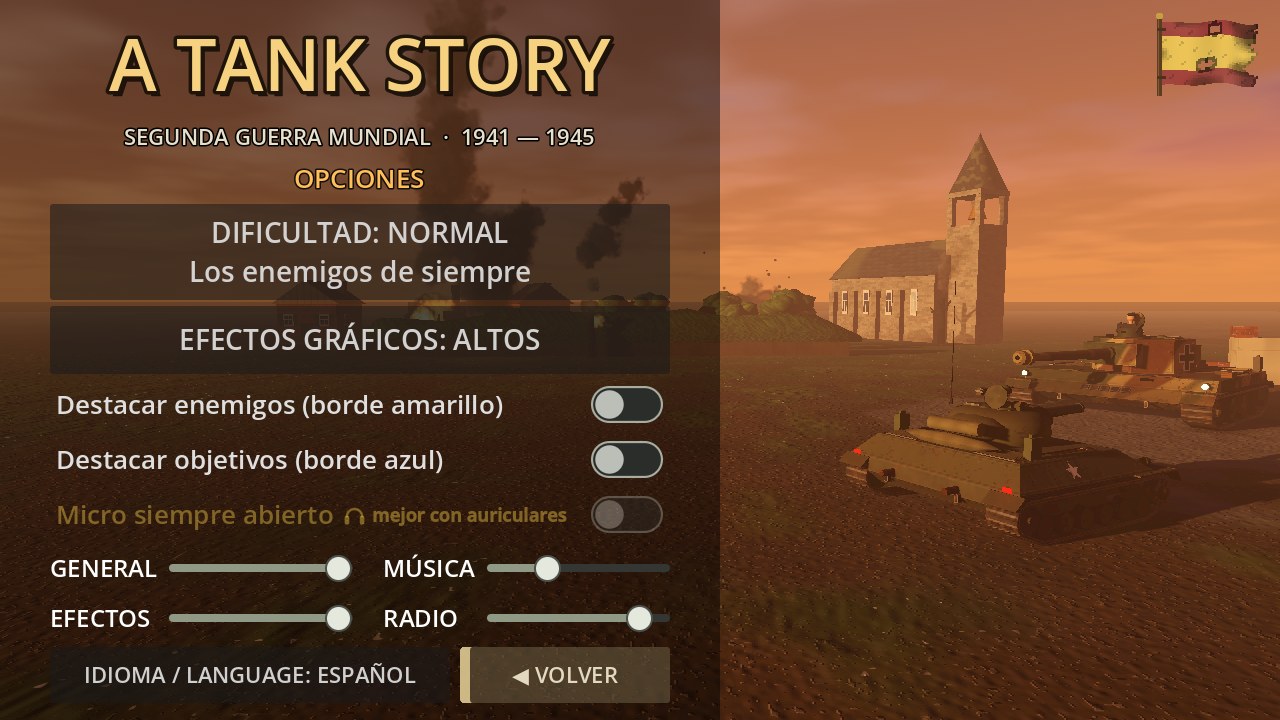 A TANK STORY
SEGUNDA GUERRA MUNDIAL · 1941 — 1945
OPCIONES
DIFICULTAD: NORMAL
Los enemigos de siempre
EFECTOS GRÁFICOS: ALTOS
Destacar enemigos (borde amarillo)
Destacar objetivos (borde azul)
Micro siempre abierto mejor con auriculares
GENERAL MÚSICA
EFECTOS RADIO
IDIOMA / LANGUAGE: ESPAÑOL ◀ VOLVER